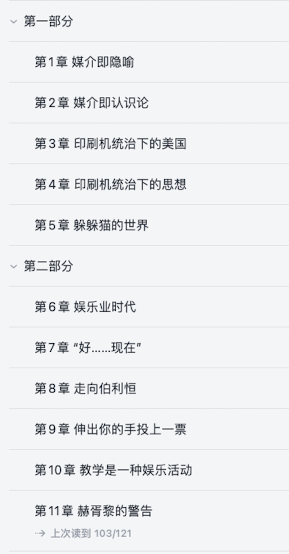 第一部分
第1章 媒介即隐喻
第2章 媒介即认识论
第3章 印刷机统治下的美国
第4章 印刷机统治下的思想
第5章 躲躲猫的世界
第二部分
第6章 娱乐业时代
第7章 “好……现在”
第8章 走向伯利恒
第9章 伸出你的手投上一票
第10章 教学是一种娱乐活动
第11章 赫胥黎的警告
上次读到 103/121